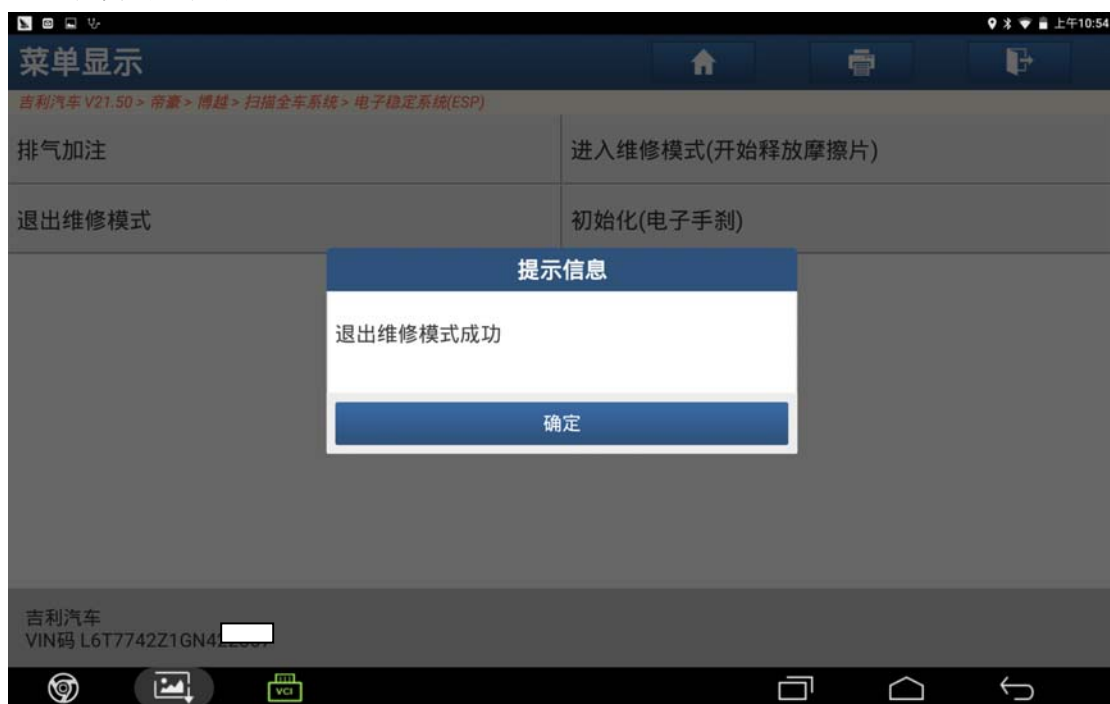 上午10:54
菜单显示
吉利汽车 V21.50 > 帝豪 > 博越 > 扫描全车系统 > 电子稳定系统(ESP)
排气加注
进入维修模式(开始释放摩擦片)
退出维修模式
初始化(电子手刹)
提示信息
退出维修模式成功
确定
吉利汽车
VIN码 L6T7742Z1GN4
VCI